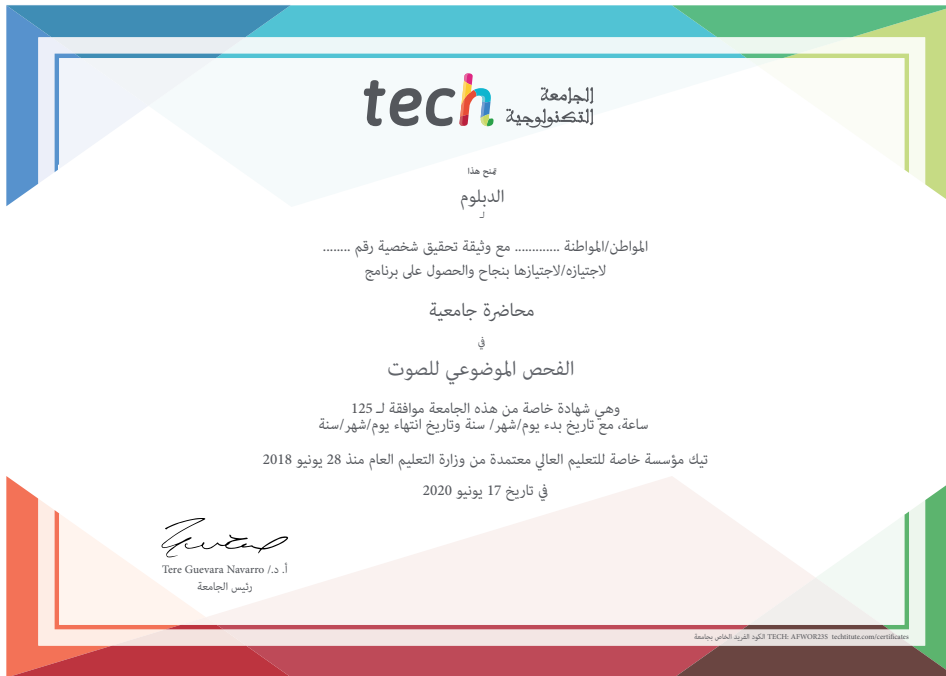 tech الجامعة
التكنولوجية
يمنح هذا
الدبلوم
لـ
المواطن/المواطنة ............. مع وثيقة تحقيق شخصية رقم ........
لاجتيازه/لاجتيازها بنجاح والحصول على برنامج
محاضرة جامعية
في
الفحص الموضوعي للصوت
وهي شهادة خاصة من هذه الجامعة موافقة لـ 125
ساعة، مع تاريخ بدء يوم/شهر/ سنة وتاريخ انتهاء يوم/شهر/سنة
تيك مؤسسة خاصة للتعليم العالي معتمدة من وزارة التعليم العام منذ 28 يونيو 2018
في تاريخ 17 يونيو 2020
أ. د./ Tere Guevara Navarro
رئيس الجامعة
الكود الفريد الخاص بجامعة TECH: AFWOR23S techtitute.com/certificates